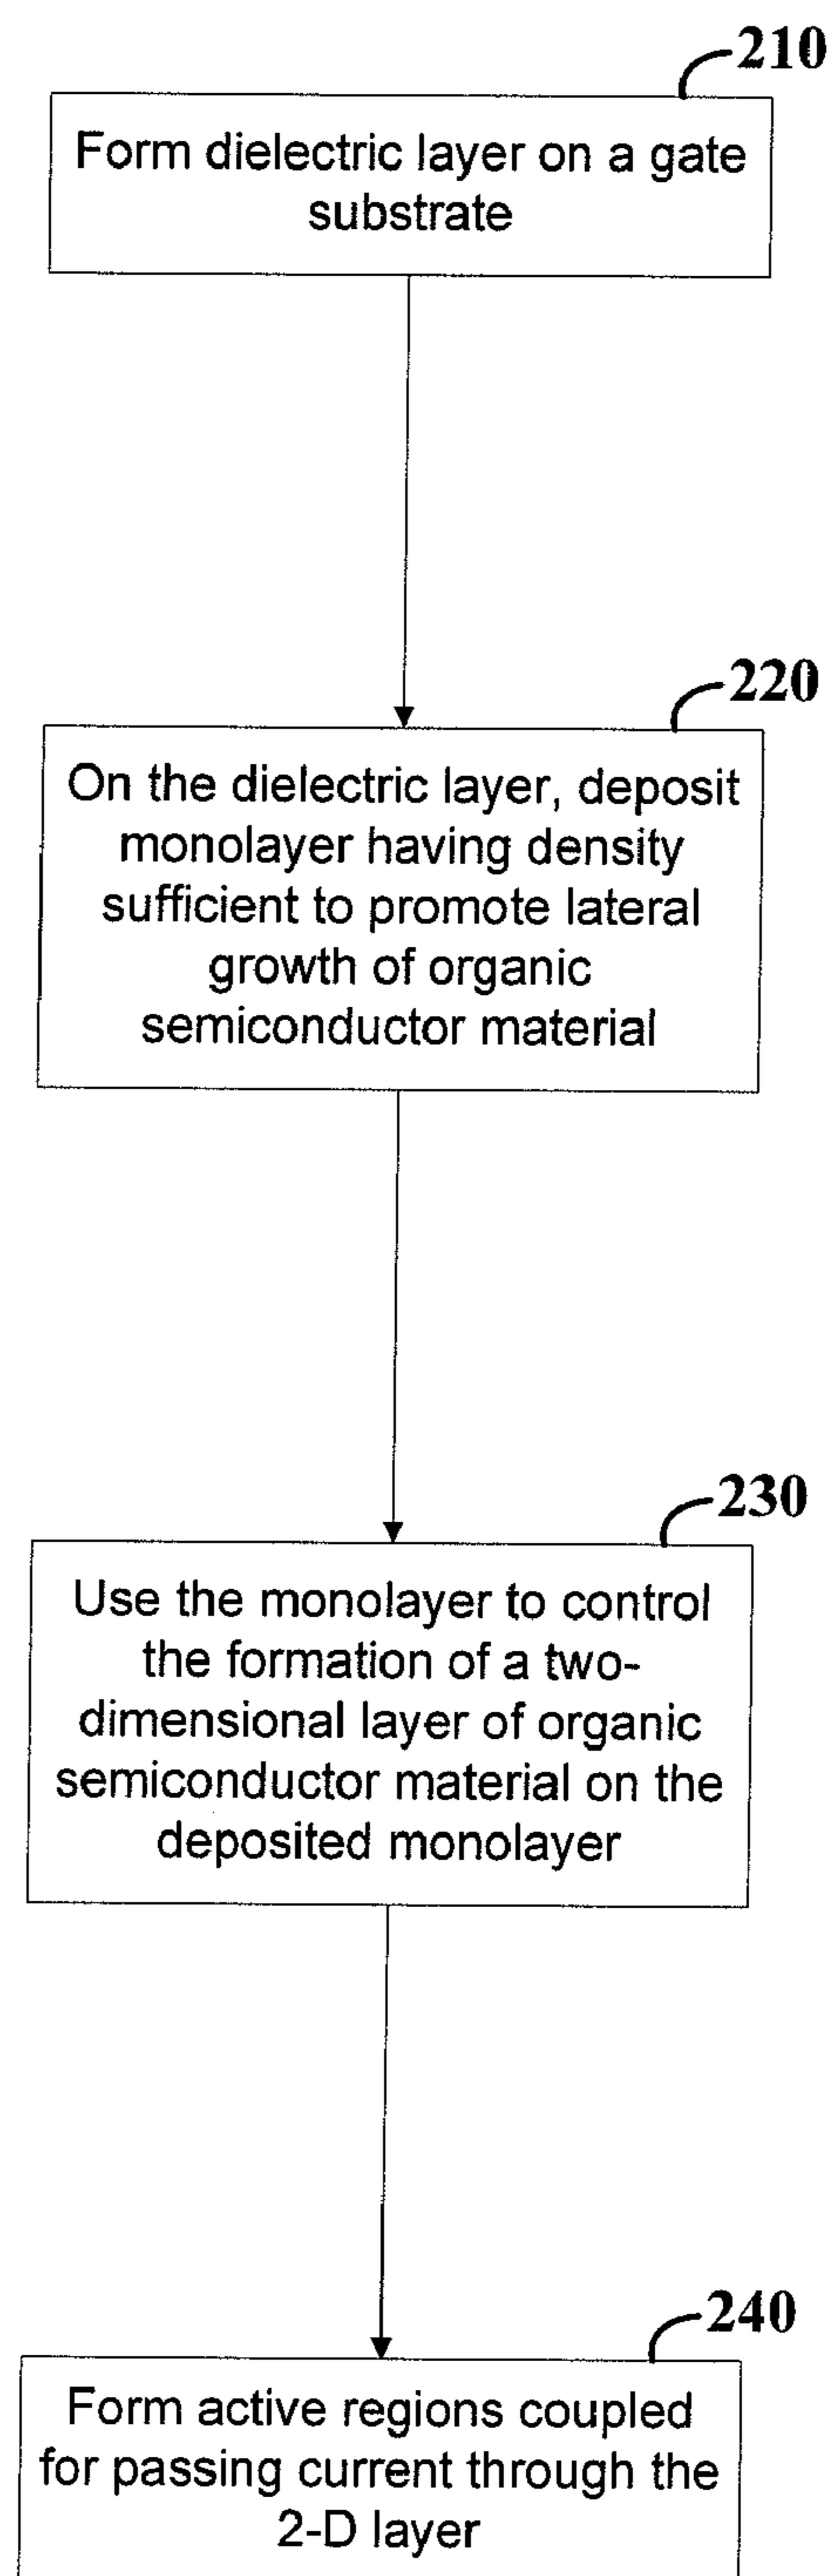 210
Form dielectric layer on a gate
substrate
220
On the dielectric layer, deposit
monolayer having density
sufficient to promote lateral
growth of organic
semiconductor material
230
Use the monolayer to control
the formation of a two-
dimensional layer of organic
semiconductor material on the
deposited monolayer
240
Form active regions coupled
for passing current through the
2-D layer